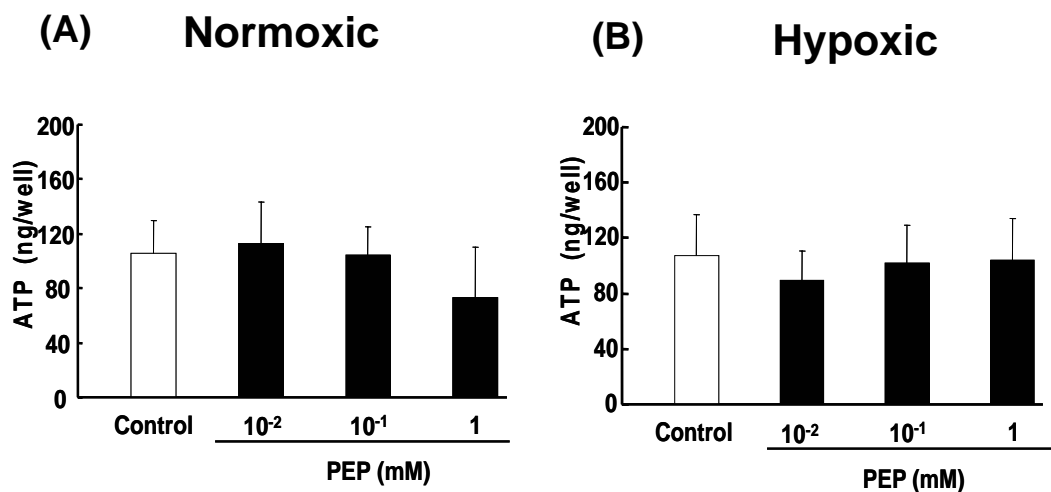 (A) Normoxic
200
160
120
80
40
0
ATP (ng/well)
Control 10⁻² 10⁻¹ 1
PEP (mM)
(B) Hypoxic
200
160
120
80
40
0
ATP (ng/well)
Control 10⁻² 10⁻¹ 1
PEP (mM)